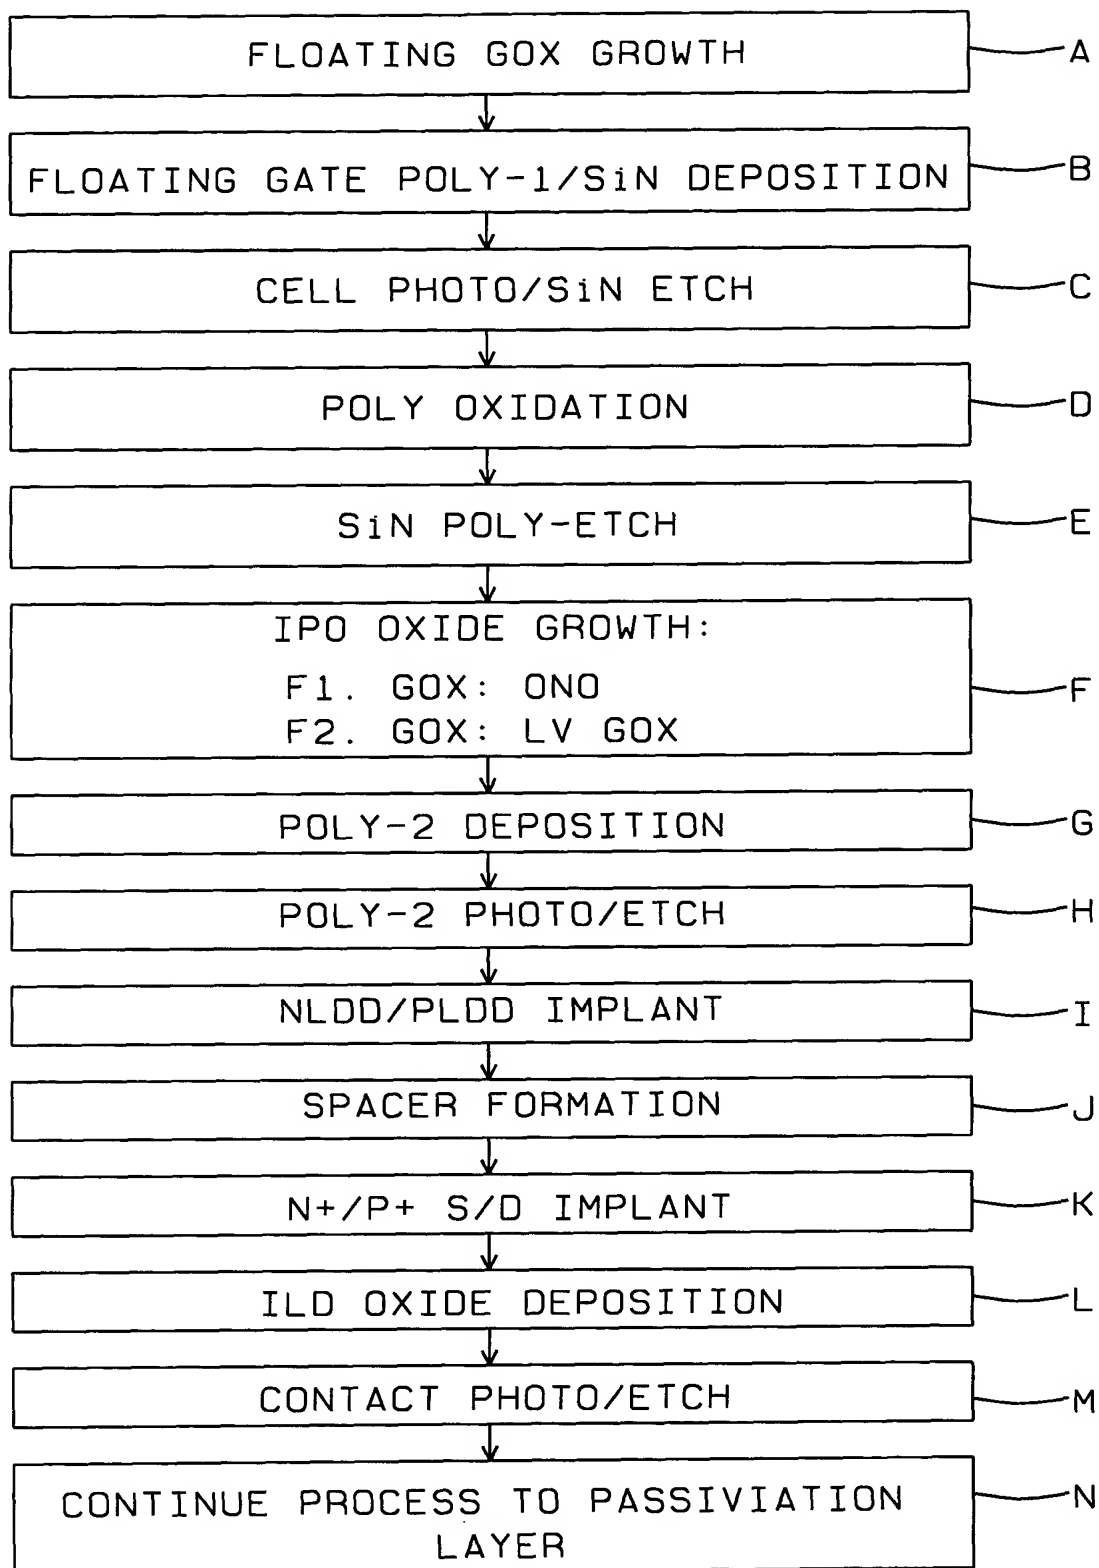 FLOATING GOX GROWTH
A
FLOATING GATE POLY-1/SiN DEPOSITION
B
CELL PHOTO/SiN ETCH
C
POLY OXIDATION
D
SiN POLY-ETCH
E
IPO OXIDE GROWTH:
F1. GOX: ONO
F2. GOX: LV GOX
F
POLY-2 DEPOSITION
G
POLY-2 PHOTO/ETCH
H
NLDD/PLDD IMPLANT
I
SPACER FORMATION
J
N+/P+ S/D IMPLANT
K
ILD OXIDE DEPOSITION
L
CONTACT PHOTO/ETCH
M
CONTINUE PROCESS TO PASSIVIATION
LAYER
N